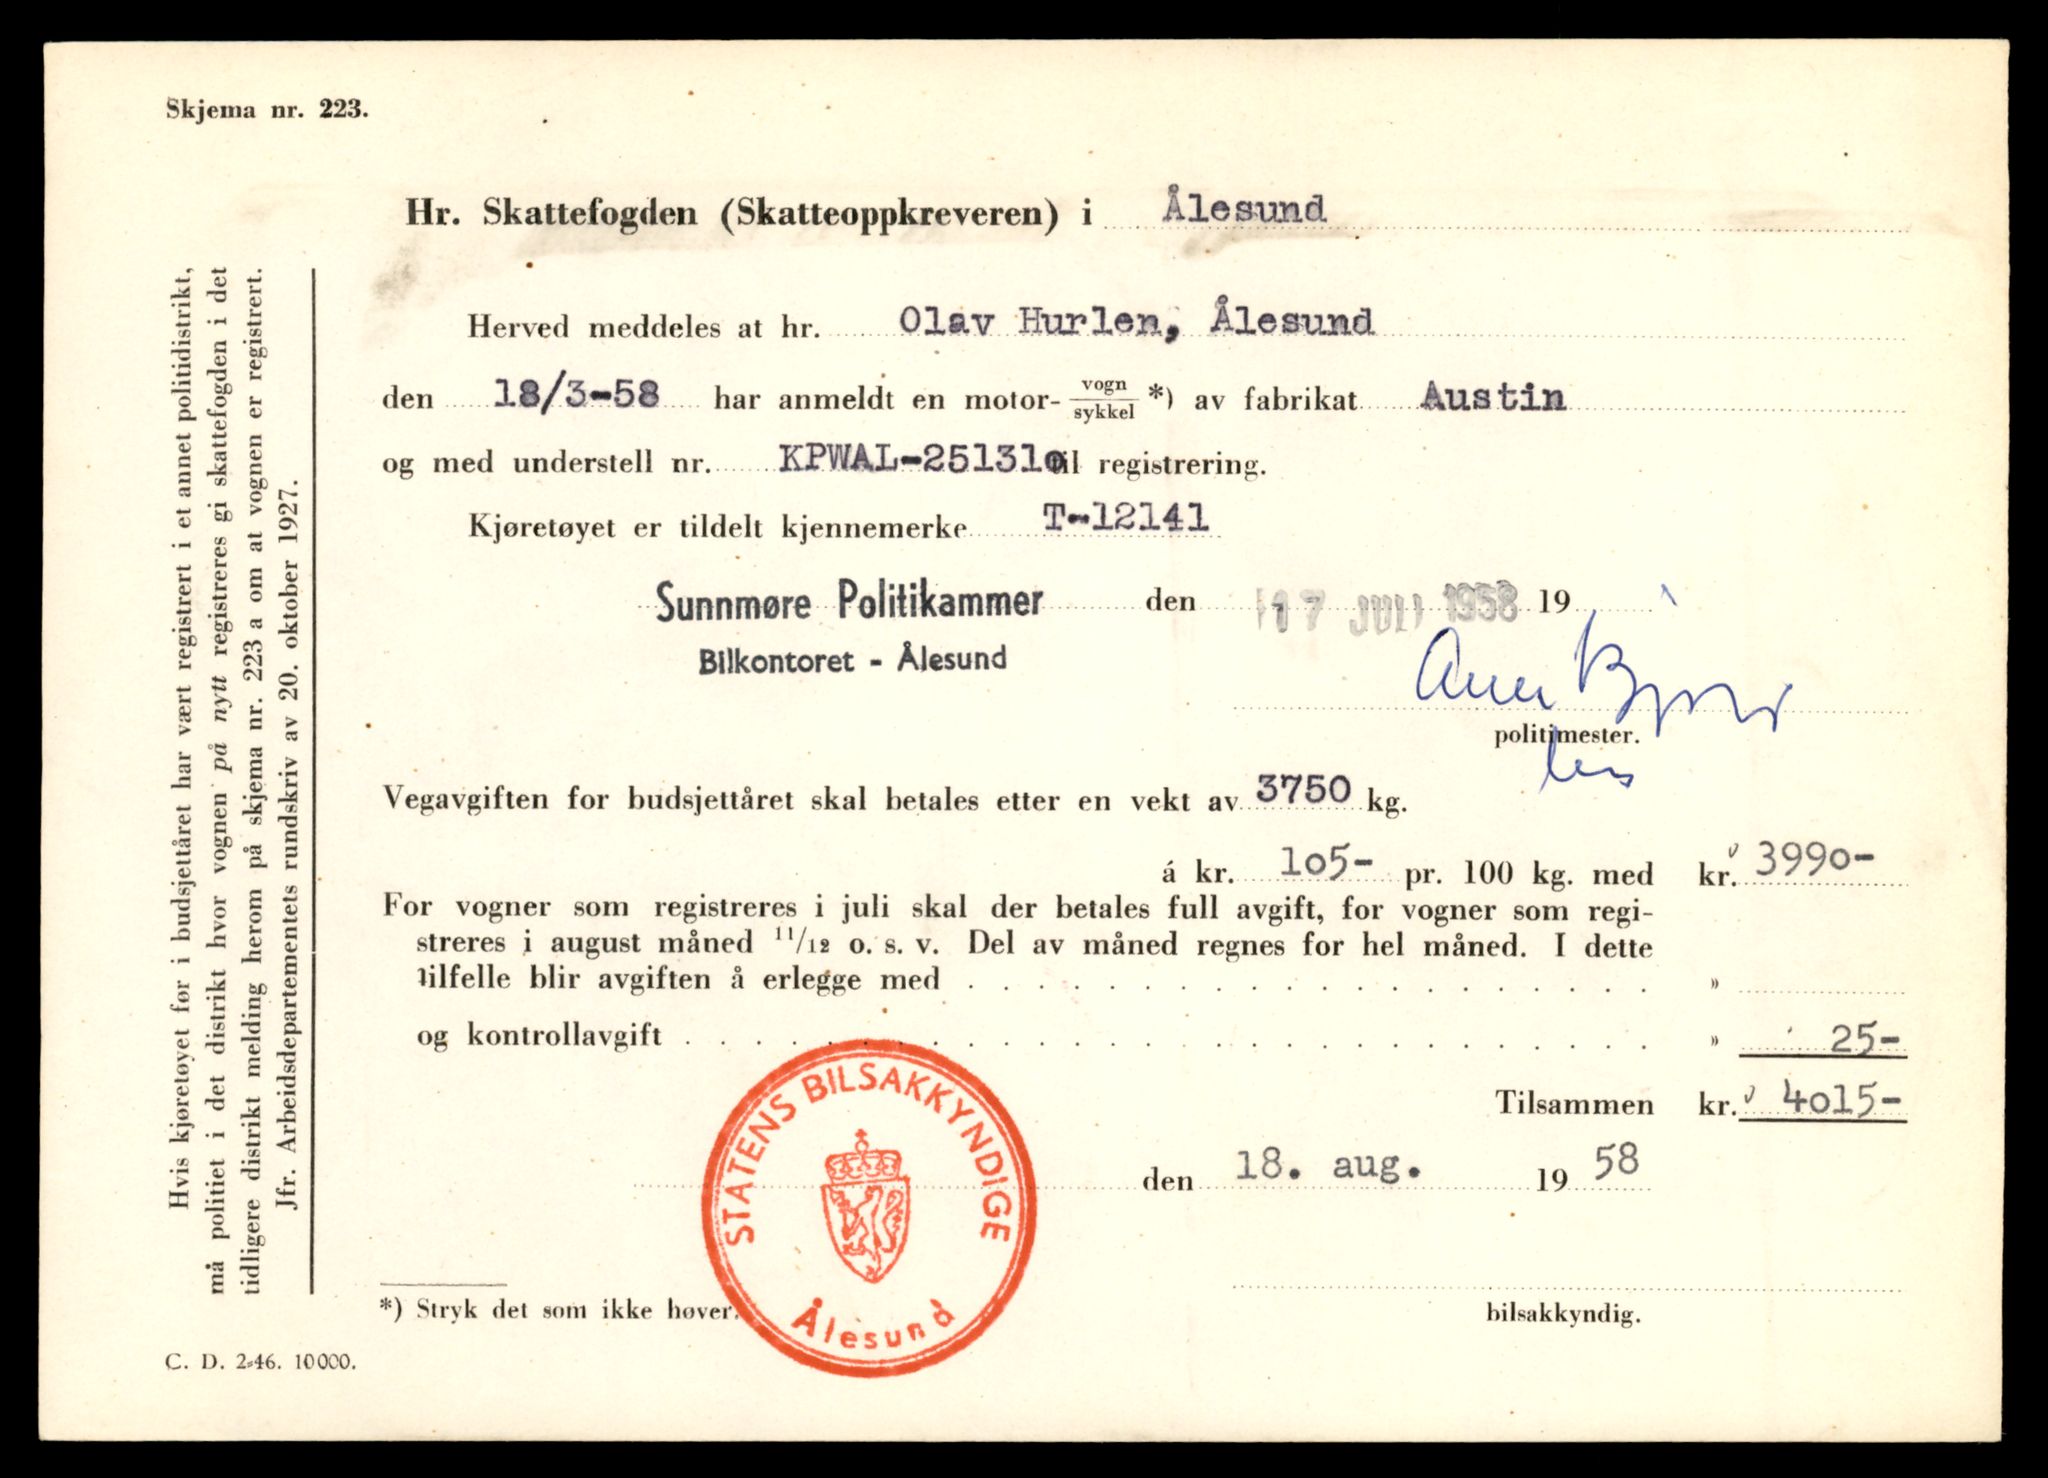 Skjema nr. 223.
Hr. Skattefogden (Skatteoppkreveren) i Ålesund
Herved meddeles at hr. Olav Hurlen, Ålesund
den 18/3-58 har anmeldt en motor- vogn/sykkel *) av fabrikat Austin
og med understell nr. KPWAL-251310 til registrering.
Kjøretøyet er tildelt kjennemerke T-12141
Sunnmøre Politikammer den 17 JULI 1958 19
Bilkontoret - Ålesund
politimester.
Vegavgiften for budsjettåret skal betales etter en vekt av 3750 kg.
á kr. 105- pr. 100 kg. med kr. 3990-
For vogner som registreres i juli skal der betales full avgift, for vogner som regi-
streres i august måned 11/12 o. s. v. Del av måned regnes for hel måned. I dette
tilfelle blir avgiften å erlegge med . . . . . . . . . . . . . . . . . . »
og kontrollavgift . . . . . . . . . . . . . . . . . . . . . . . . » 25-
Tilsammen kr. 4015-
den 18. aug. 19 58
STATENS BILSAKKYNDIGE
Ålesund
bilsakkyndig.
*) Stryk det som ikke høver.
C. D. 2-46. 10000.
Hvis kjøretøyet før i budsjettåret har vært registrert i et annet politidistrikt,
må politiet i det distrikt hvor vognen på nytt registreres gi skattefogden i det
tidligere distrikt melding herom på skjema nr. 223 a om at vognen er registrert.
Jfr. Arbeidsdepartementets rundskriv av 20. oktober 1927.